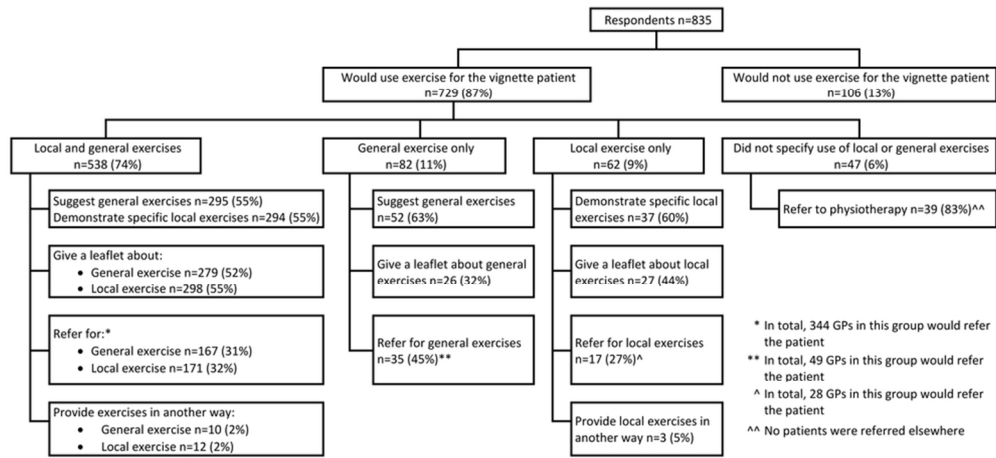 Respondents n=835
Would use exercise for the vignette patient
n=729 (87%)
Would not use exercise for the vignette patient
n=106 (13%)
Local and general exercises
n=538 (74%)
General exercise only
n=82 (11%)
Local exercise only
n=62 (9%)
Did not specify use of local or general exercises
n=47 (6%)
Suggest general exercises n=295 (55%)
Demonstrate specific local exercises n=294 (55%)
Give a leaflet about:
• General exercise n=279 (52%)
• Local exercise n=298 (55%)
Refer for:*
• General exercise n=167 (31%)
• Local exercise n=171 (32%)
Provide exercises in another way:
• General exercise n=10 (2%)
• Local exercise n=12 (2%)
Suggest general exercises
n=52 (63%)
Give a leaflet about general
exercises n=26 (32%)
Refer for general exercises
n=35 (45%)**
Demonstrate specific local
exercises n=37 (60%)
Give a leaflet about local
exercises n=27 (44%)
Refer for local exercises
n=17 (27%)^
Provide local exercises in
another way n=3 (5%)
Refer to physiotherapy n=39 (83%)^^
* In total, 344 GPs in this group would refer
the patient
** In total, 49 GPs in this group would refer
the patient
^ In total, 28 GPs in this group would refer
the patient
^^ No patients were referred elsewhere